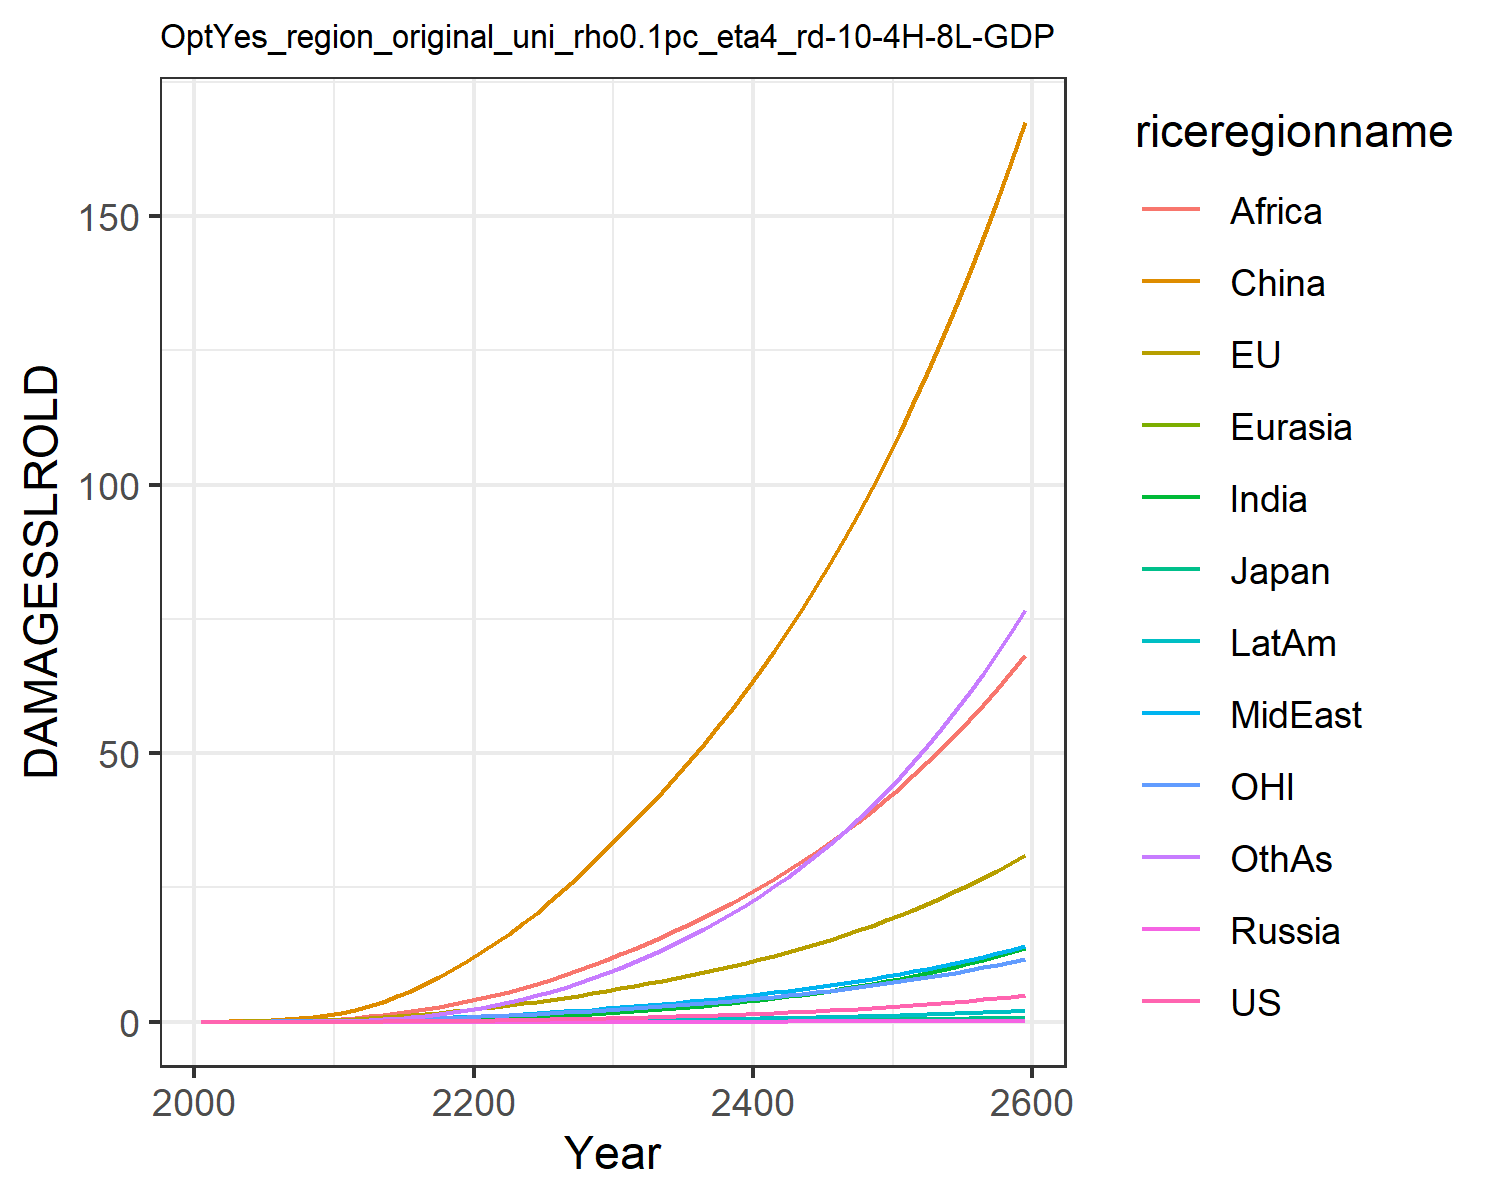 OptYes_region_original_uni_rho0.1pc_eta4_rd-10-4H-8L-GDP
DAMAGESSLROLD
150
100
50
0
2000 2200 2400 2600
Year
riceregionname
Africa
China
EU
Eurasia
India
Japan
LatAm
MidEast
OHI
OthAs
Russia
US